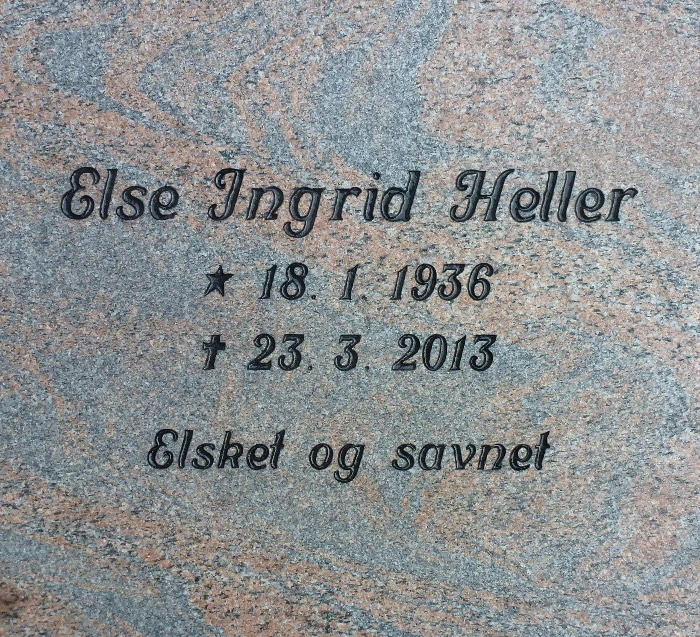 Else Ingrid Heller
★ 18. 1. 1936
✝ 23. 3. 2013
Elsket og savnet